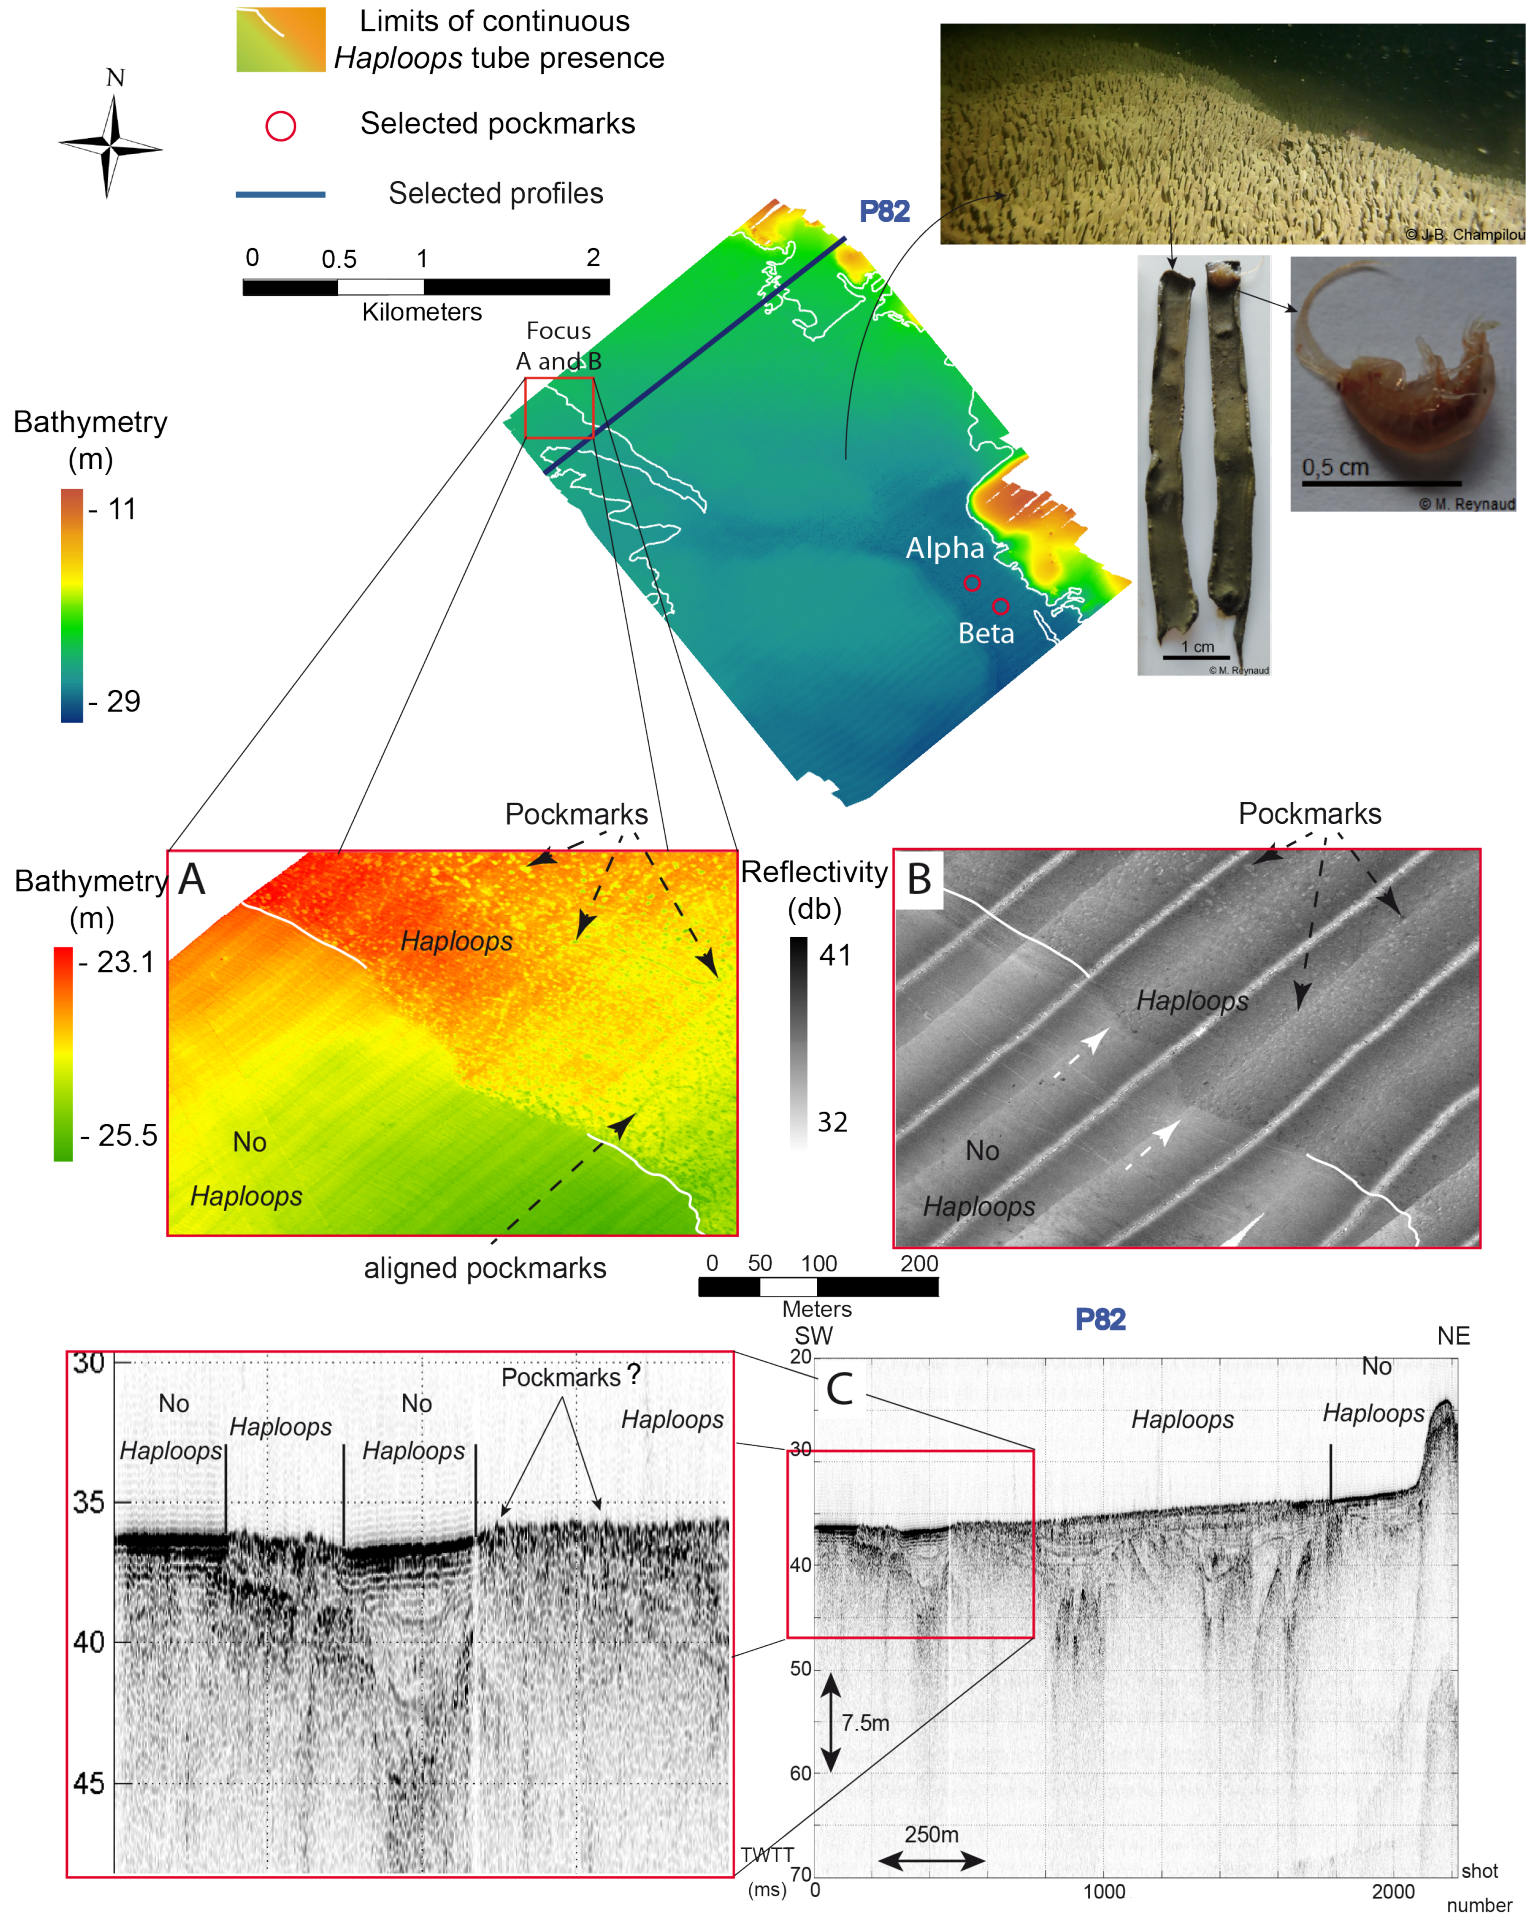 Limits of continuous
Haploops tube presence
N
Selected pockmarks
Selected profiles
0 0.5 1 2
Kilometers
P82
© J-B. Champilou
Focus
A and B
0,5 cm
© M. Reynaud
Bathymetry
(m)
- 11
- 29
Alpha
Beta
1 cm
© M. Reynaud
Pockmarks
Pockmarks
Bathymetry
(m)
- 23.1
- 25.5
A
Haploops
No
Haploops
aligned pockmarks
Reflectivity
(db)
41
32
B
Haploops
No
Haploops
0 50 100 200
Meters
P82
SW
NE
30
35
40
45
No
Haploops
Haploops
No
Haploops
Pockmarks ?
Haploops
C
20
30
40
50
60
70
Haploops
No
Haploops
7.5m
250m
TWTT
(ms)
0
1000
2000
shot
number